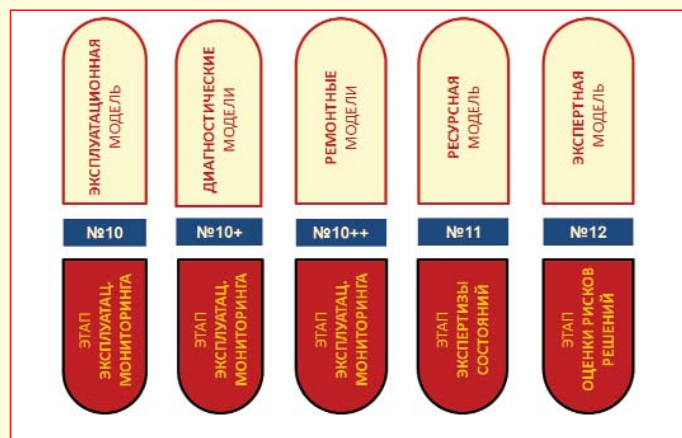 ЭКСПЛУАТАЦИОННАЯ
МОДЕЛЬ
ДИАГНОСТИЧЕСКИЕ
МОДЕЛИ
РЕМОНТНЫЕ
МОДЕЛИ
РЕСУРСНАЯ
МОДЕЛЬ
ЭКСПЕРТНАЯ
МОДЕЛЬ
№10
№10+
№10++
№11
№12
ЭТАП
ЭКСПЛУАТАЦ.
МОНИТОРИНГА
ЭТАП
ЭКСПЛУАТАЦ.
МОНИТОРИНГА
ЭТАП
ЭКСПЛУАТАЦ.
МОНИТОРИНГА
ЭТАП
ЭКСПЕРТИЗЫ
СОСТОЯНИЙ
ЭТАП
ОЦЕНКИ РИСКОВ
РЕШЕНИЙ